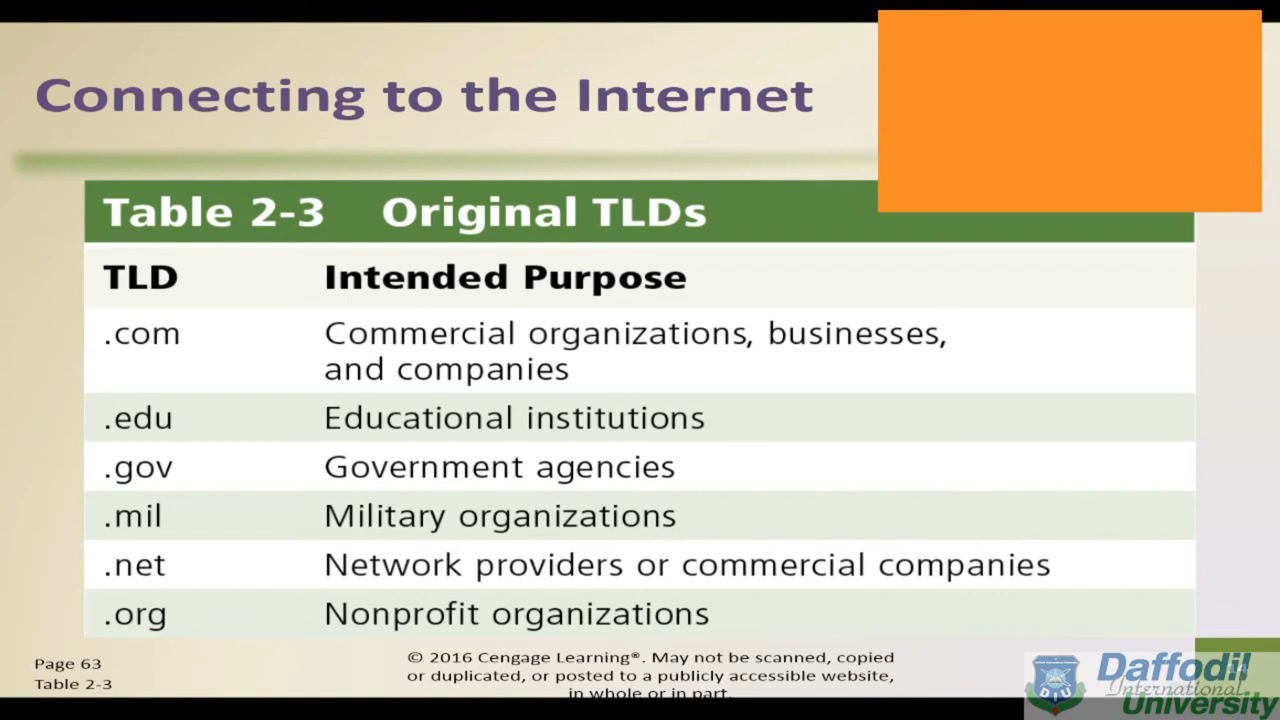 Connecting to the Internet
Table 2-3 Original TLDs
TLD Intended Purpose
.com Commercial organizations, businesses,
and companies
.edu Educational institutions
.gov Government agencies
.mil Military organizations
.net Network providers or commercial companies
.org Nonprofit organizations
Page 63
Table 2-3
© 2016 Cengage Learning®. May not be scanned, copied
or duplicated, or posted to a publicly accessible website,
in whole or in part.
DIU
Daffodil
International
University